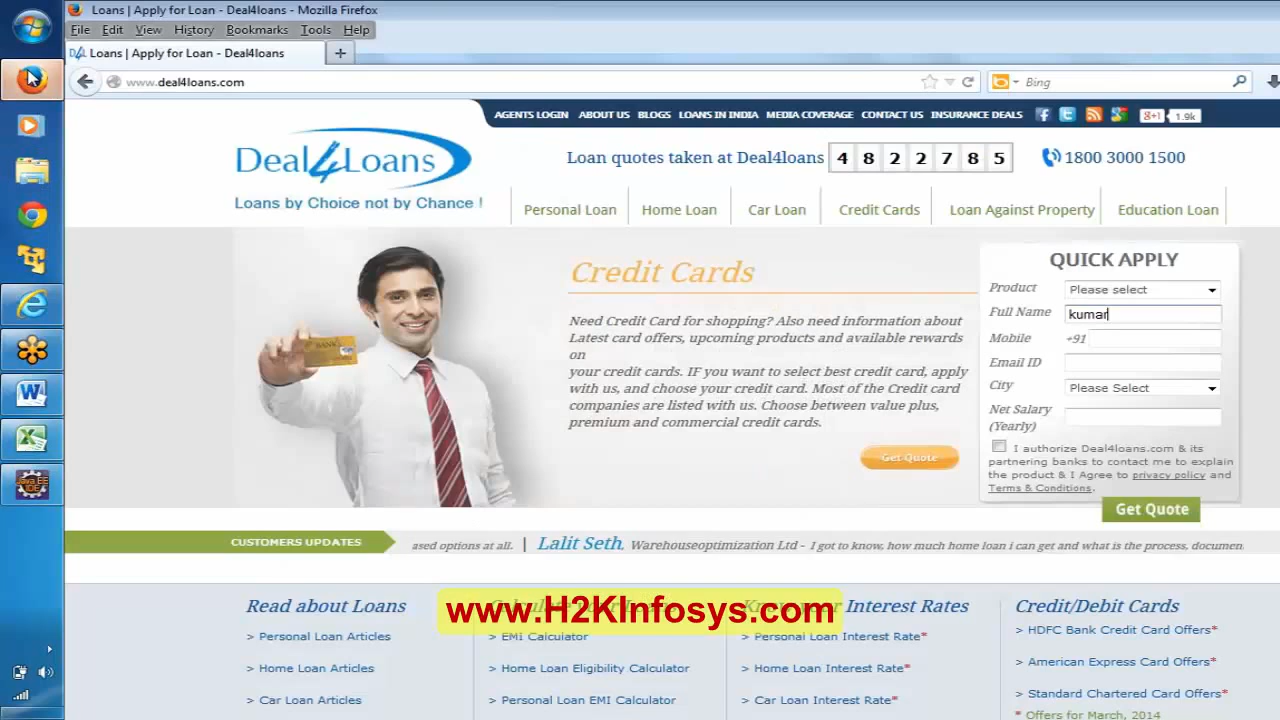 Loans | Apply for Loan - Deal4loans - Mozilla Firefox
File Edit View History Bookmarks Tools Help
Loans | Apply for Loan - Deal4loans +
www.deal4loans.com
Bing
AGENTS LOGIN ABOUT US BLOGS LOANS IN INDIA MEDIA COVERAGE CONTACT US INSURANCE DEALS g+1 1.9k
Deal4Loans
Loans by Choice not by Chance !
Loan quotes taken at Deal4loans 4 8 2 2 7 8 5
1800 3000 1500
Personal Loan Home Loan Car Loan Credit Cards Loan Against Property Education Loan
Credit Cards
Need Credit Card for shopping? Also need information about
Latest card offers, upcoming products and available rewards
on
your credit cards. IF you want to select best credit card, apply
with us, and choose your credit card. Most of the Credit card
companies are listed with us. Choose between value plus,
premium and commercial credit cards.
Get Quote
QUICK APPLY
Product Please select
Full Name kumar
Mobile +91
Email ID
City Please Select
Net Salary
(Yearly)
I authorize Deal4loans.com & its
partnering banks to contact me to explain
the product & I Agree to privacy policy and
Terms & Conditions.
Get Quote
CUSTOMERS UPDATES
ased options at all. | Lalit Seth, Warehouseoptimization Ltd - I got to know, how much home loan i can get and what is the process, documen
Read about Loans
> Personal Loan Articles
> Home Loan Articles
> Car Loan Articles
www.H2KInfosys.com
> EMI Calculator
> Home Loan Eligibility Calculator
> Personal Loan EMI Calculator
Interest Rates
> Personal Loan Interest Rate*
> Home Loan Interest Rate*
> Car Loan Interest Rate*
Credit/Debit Cards
> HDFC Bank Credit Card Offers*
> American Express Card Offers*
> Standard Chartered Card Offers*
* Offers for March, 2014
Java EE
IDE